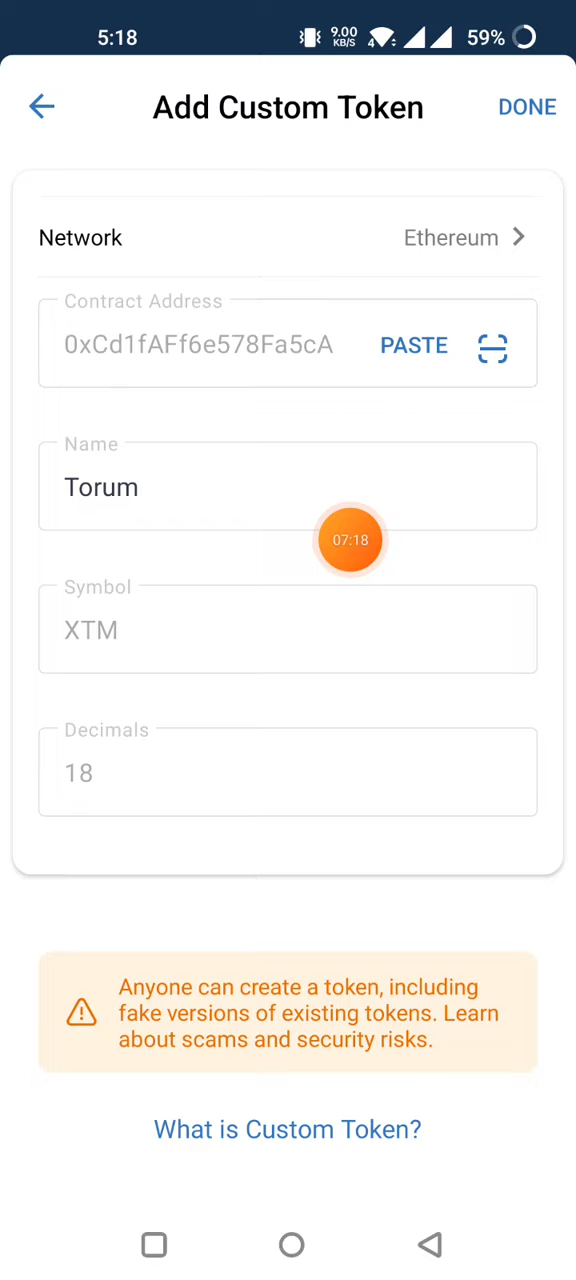 5:18
9.00
KB/S
4
59%
Add Custom Token
DONE
Network
Ethereum
Contract Address
0xCd1fAFf6e578Fa5cA
PASTE
Name
Torum
07:18
Symbol
XTM
Decimals
18
Anyone can create a token, including
fake versions of existing tokens. Learn
about scams and security risks.
What is Custom Token?